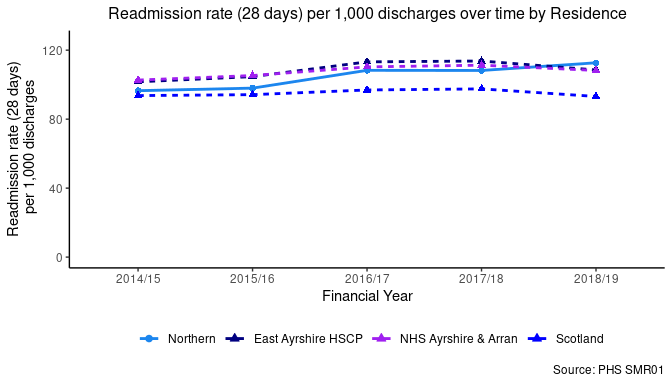 Readmission rate (28 days) per 1,000 discharges over time by Residence
Readmission rate (28 days)
per 1,000 discharges
120
80
40
0
2014/15 2015/16 2016/17 2017/18 2018/19
Financial Year
Northern East Ayrshire HSCP NHS Ayrshire & Arran Scotland
Source: PHS SMR01